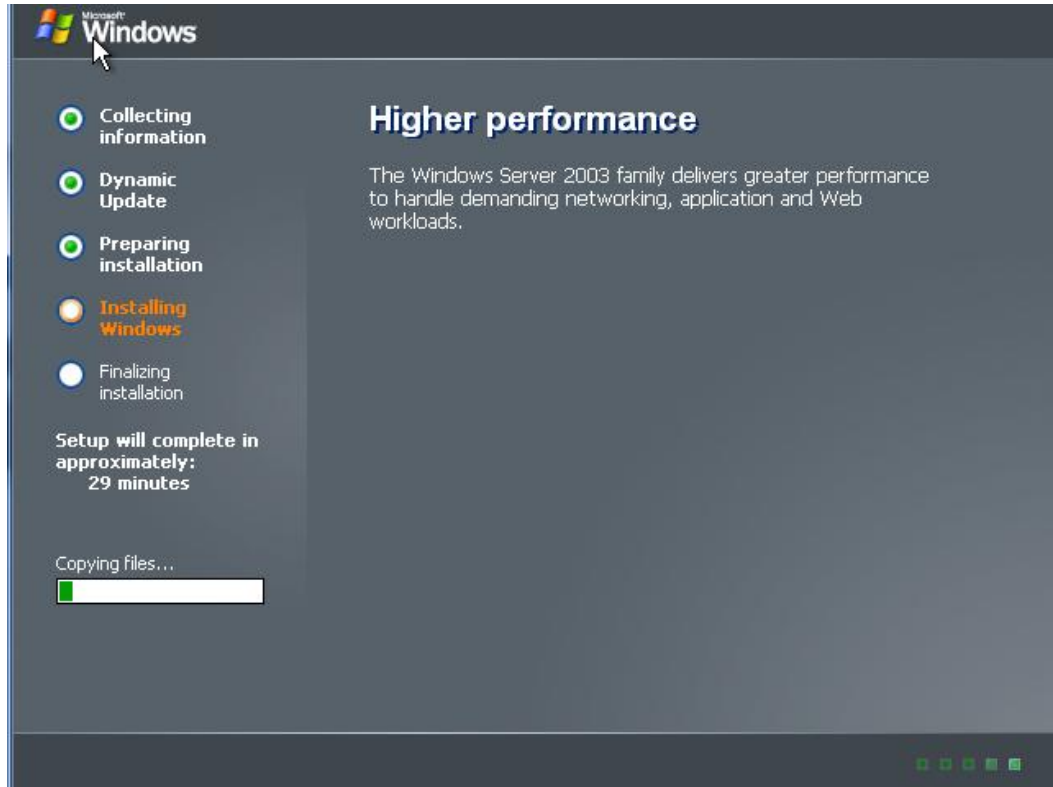 Microsoft
Windows
Collecting
information
Dynamic
Update
Preparing
installation
Installing
Windows
Finalizing
installation
Setup will complete in
approximately:
29 minutes
Copying files...
Higher performance
The Windows Server 2003 family delivers greater performance
to handle demanding networking, application and Web
workloads.